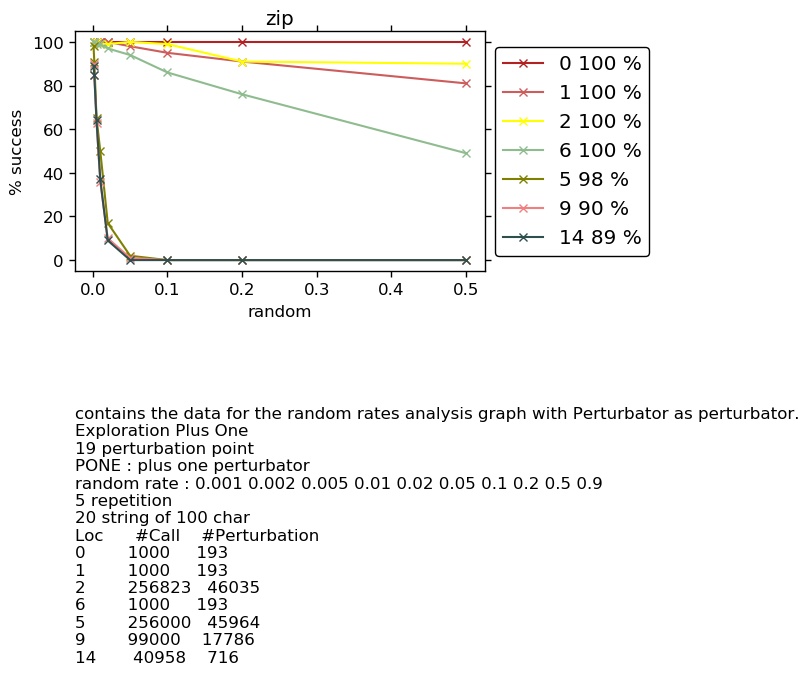 zip
100
80
60
40
20
0
% success
0.0 0.1 0.2 0.3 0.4 0.5
random
0 100 %
1 100 %
2 100 %
6 100 %
5 98 %
9 90 %
14 89 %
contains the data for the random rates analysis graph with Perturbator as perturbator.
Exploration Plus One
19 perturbation point
PONE : plus one perturbator
random rate : 0.001 0.002 0.005 0.01 0.02 0.05 0.1 0.2 0.5 0.9
5 repetition
20 string of 100 char
Loc #Call #Perturbation
0 1000 193
1 1000 193
2 256823 46035
6 1000 193
5 256000 45964
9 99000 17786
14 40958 716